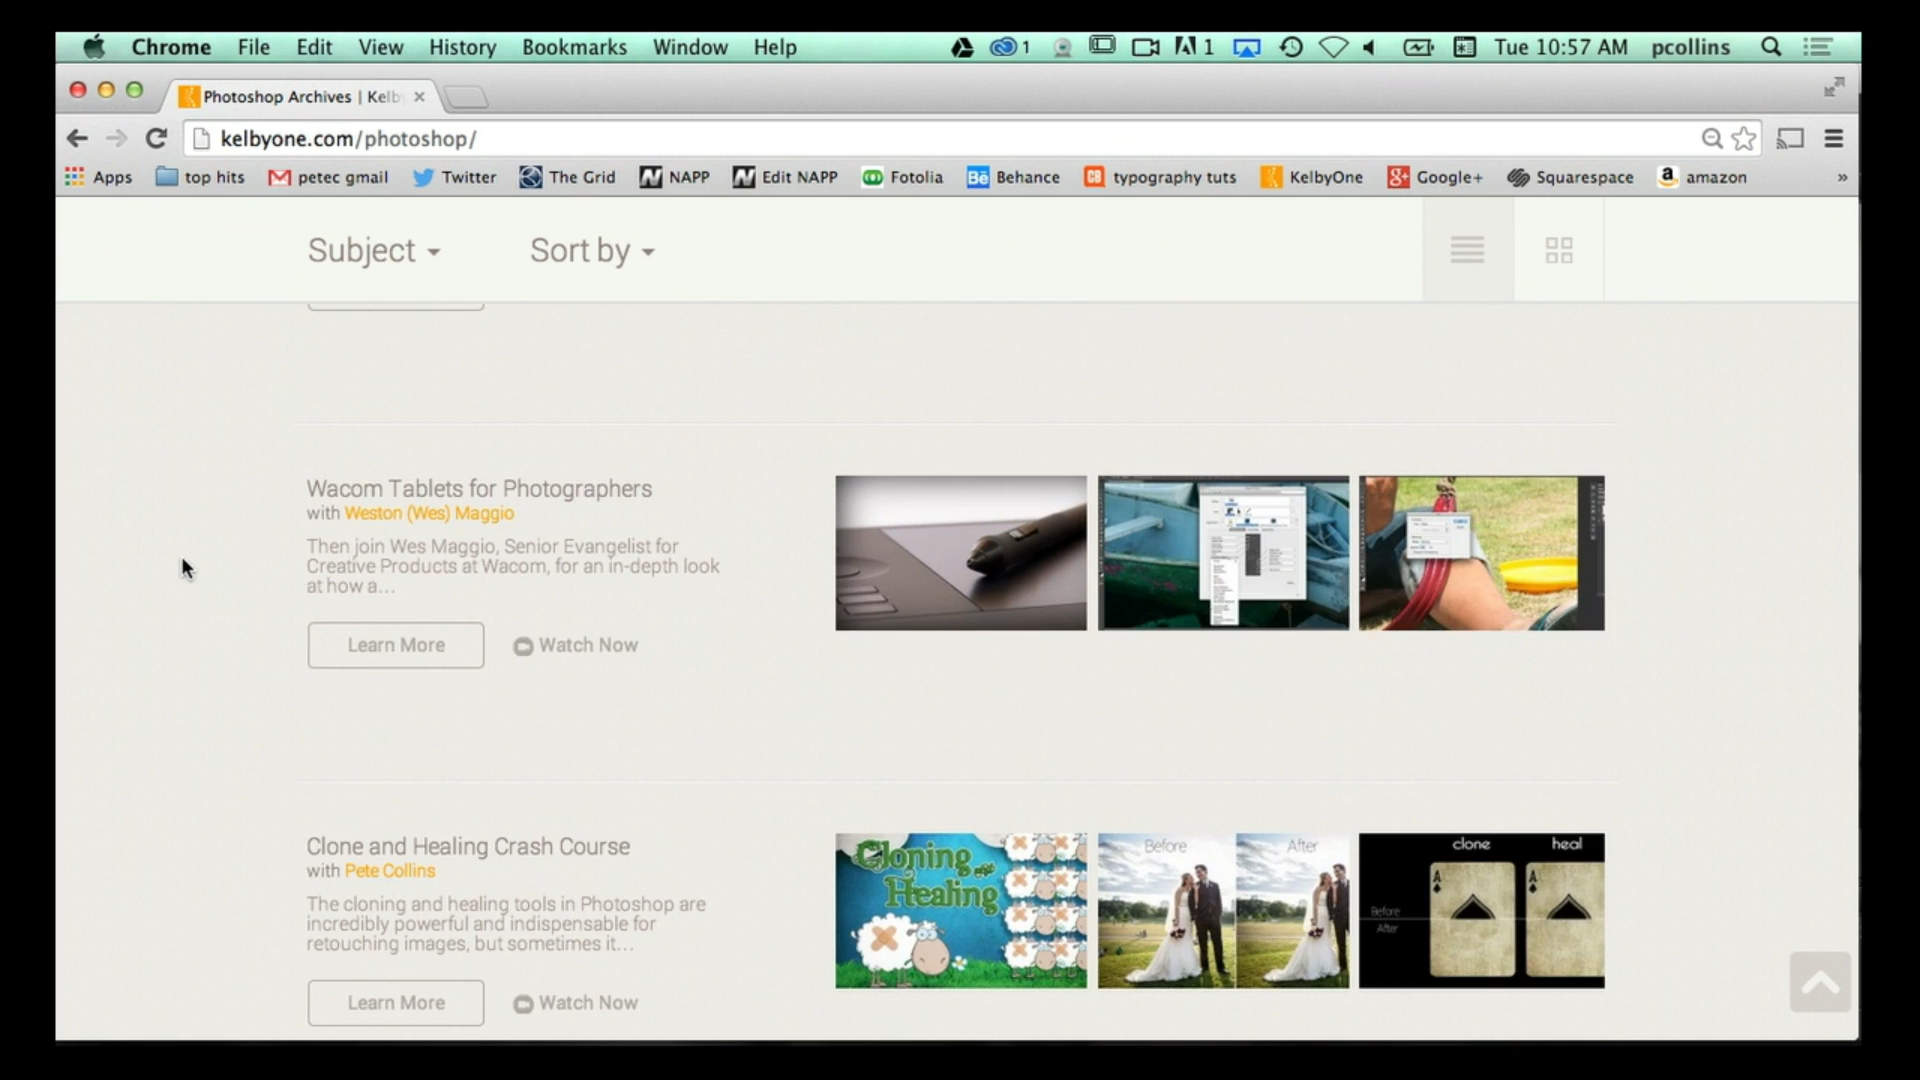 Chrome File Edit View History Bookmarks Window Help 1 1 Tue 10:57 AM pcollins
Photoshop Archives | Kelb
kelbyone.com/photoshop/
Apps top hits petec gmail Twitter The Grid NAPP Edit NAPP Fotolia Bē Behance typography tuts KelbyOne Google+ Squarespace a amazon »
Subject Sort by
Wacom Tablets for Photographers
with Weston (Wes) Maggio
Then join Wes Maggio, Senior Evangelist for
Creative Products at Wacom, for an in-depth look
at how a...
Learn More Watch Now
Clone and Healing Crash Course
with Pete Collins
The cloning and healing tools in Photoshop are
incredibly powerful and indispensable for
retouching images, but sometimes it...
Learn More Watch Now
Cloning and
Healing
Before After
clone heal
A A
Before
After